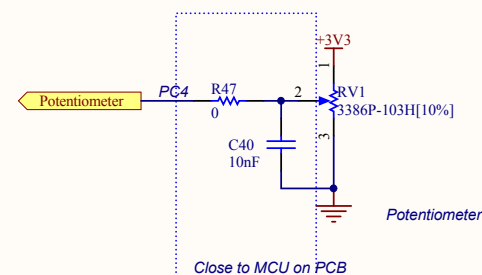 +3V3
PC4
R47
1
Potentiometer
2
RV1
0
3386P-103H[10%]
3
C40
10nF
Potentiometer
Close to MCU on PCB